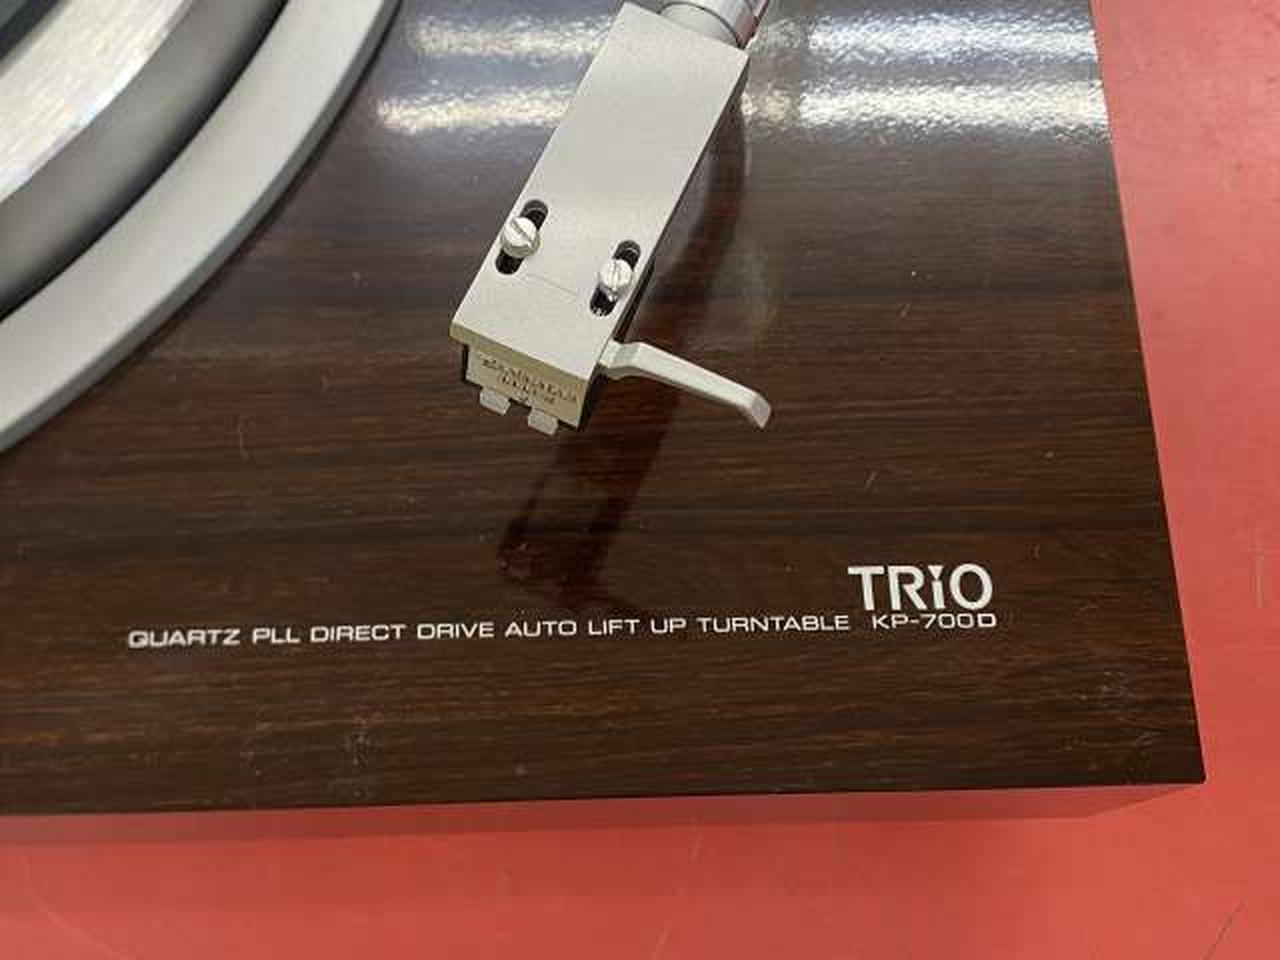 TRiO
QUARTZ PLL DIRECT DRIVE AUTO LIFT UP TURNTABLE KP-700D